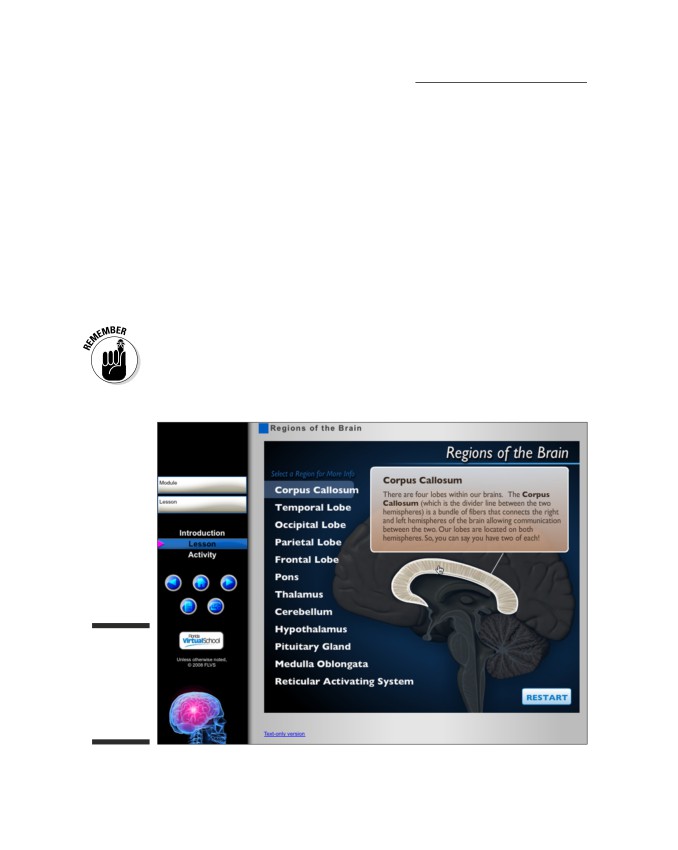 REMEMBER
Regions of the Brain
Regions of the Brain
Module
Lesson
Introduction
Lesson
Activity
Florida
VirtualSchool
Unless otherwise noted,
© 2008 FLVS
Select a Region for More Info
Corpus Callosum
Temporal Lobe
Occipital Lobe
Parietal Lobe
Frontal Lobe
Pons
Thalamus
Cerebellum
Hypothalamus
Pituitary Gland
Medulla Oblongata
Reticular Activating System
Corpus Callosum
There are four lobes within our brains. The Corpus
Callosum (which is the divider line between the two
hemispheres) is a bundle of fibers that connects the right
and left hemispheres of the brain allowing communication
between the two. Our lobes are located on both
hemispheres. So, you can say you have two of each!
RESTART
Text-only version